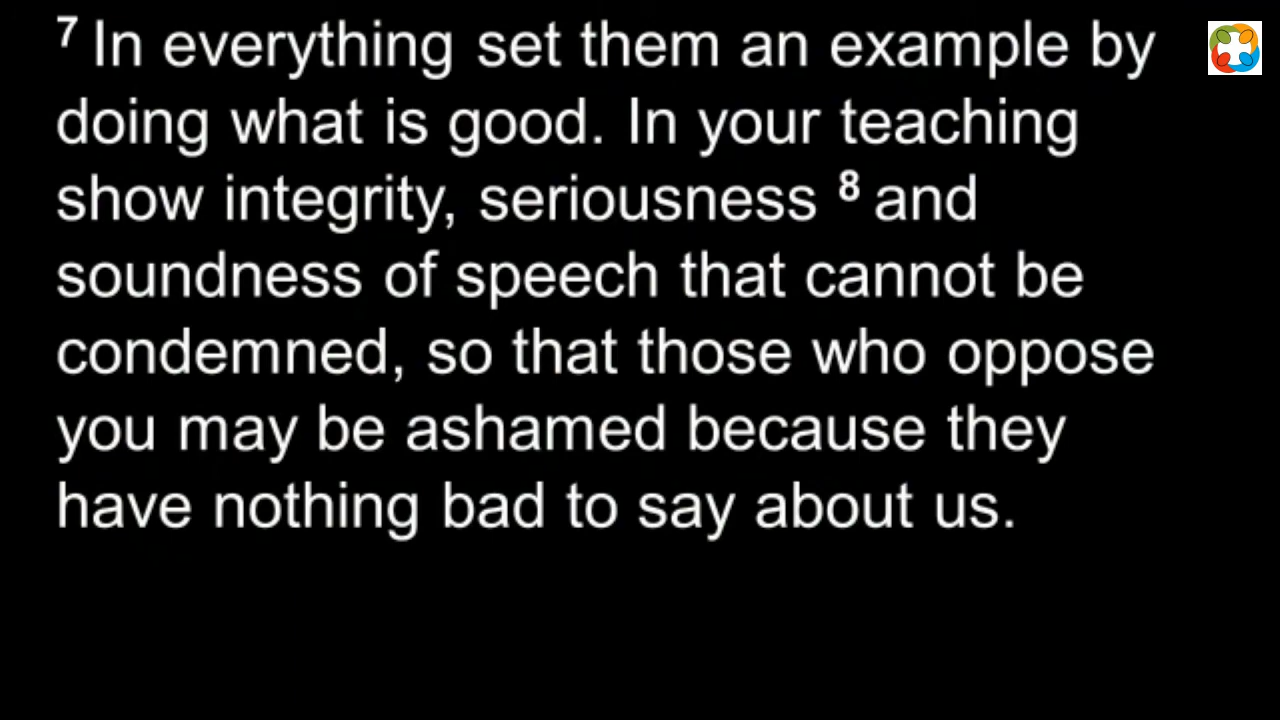 7 In everything set them an example by
doing what is good. In your teaching
show integrity, seriousness 8 and
soundness of speech that cannot be
condemned, so that those who oppose
you may be ashamed because they
have nothing bad to say about us.